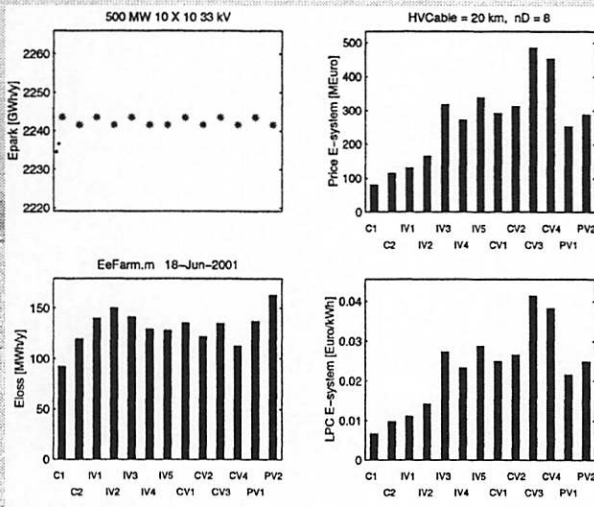 500 MW 10 X 10 33 kV
Epark [GWh/y]
2260
2250
2240
2230
2220
HVCable = 20 km, nD = 8
Price E-system [MEuro]
500
400
300
200
100
0
C1 IV1 IV3 IV5 CV2 CV4 PV2
C2 IV2 IV4 CV1 CV3 PV1
EeFarm.m 18-Jun-2001
Eloss [MWh/y]
150
100
50
0
C1 IV1 IV3 IV5 CV2 CV4 PV2
C2 IV2 IV4 CV1 CV3 PV1
LPC E-system [Euro/kWh]
0.04
0.03
0.02
0.01
0
C1 IV1 IV3 IV5 CV2 CV4 PV2
C2 IV2 IV4 CV1 CV3 PV1